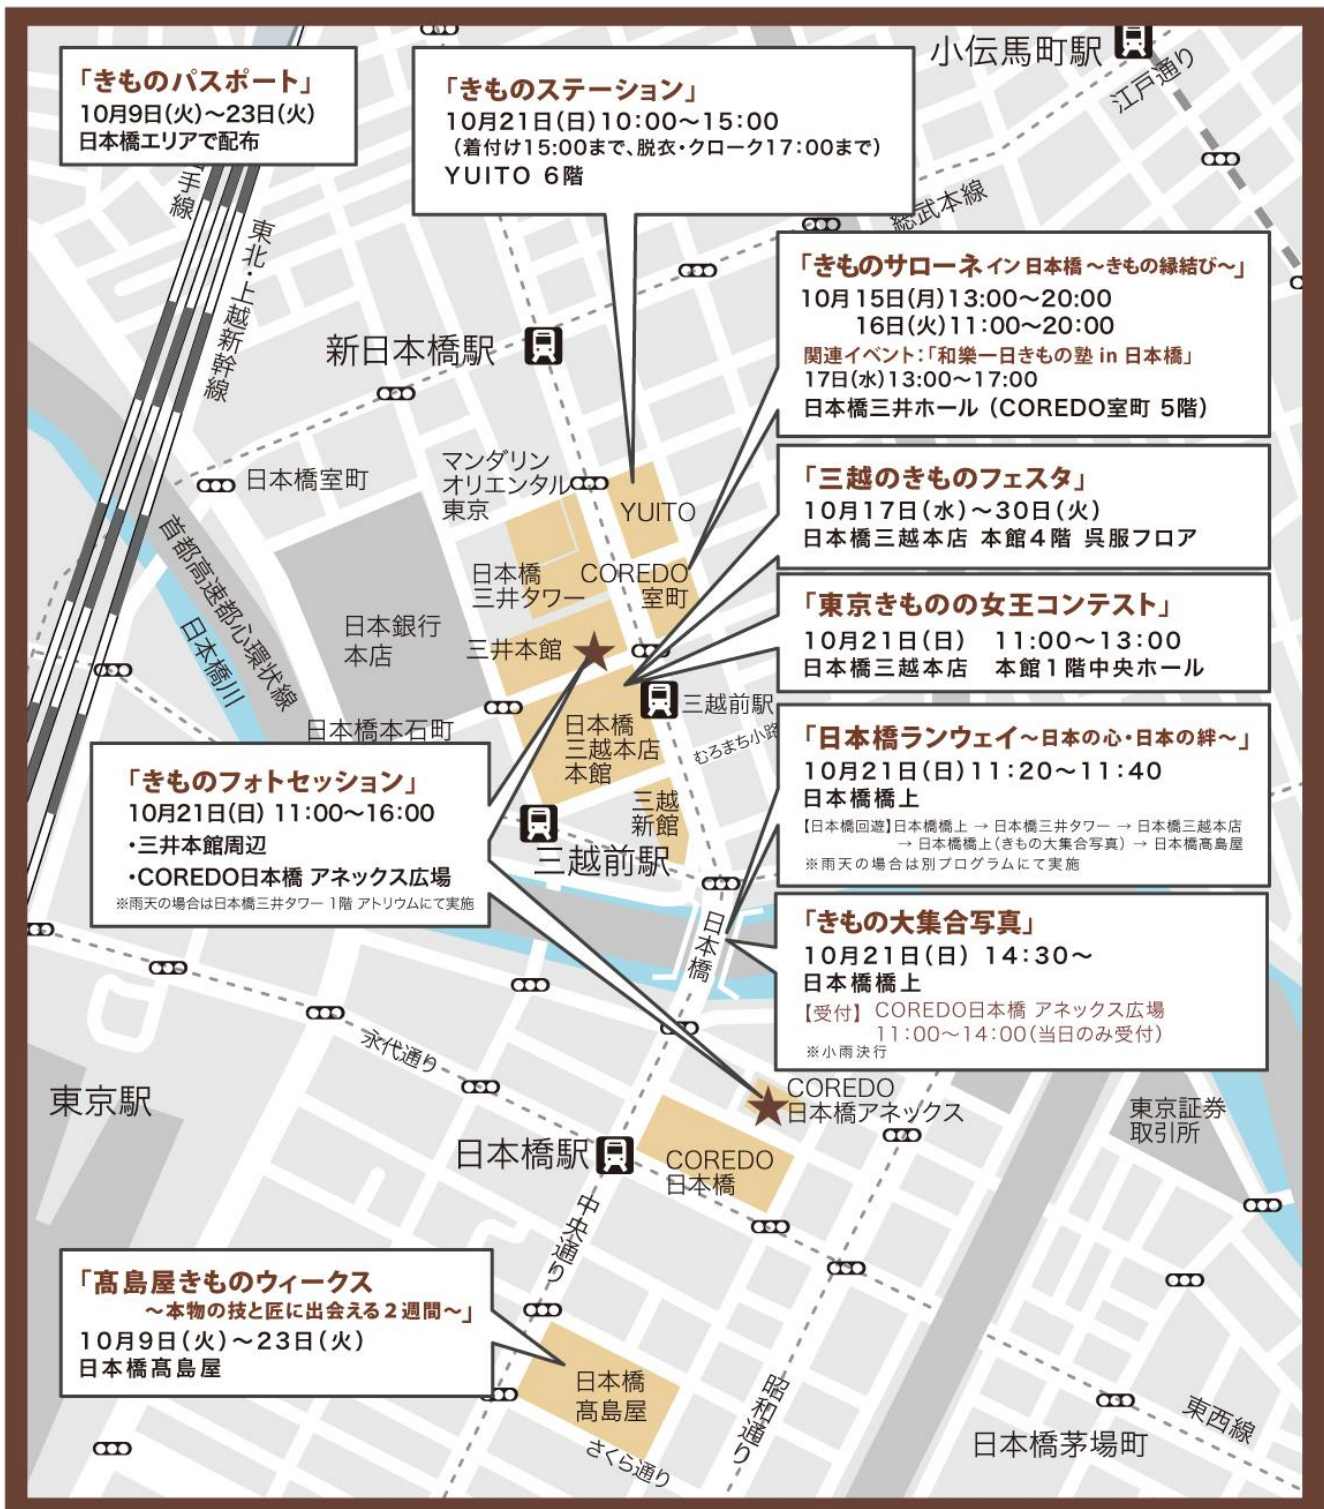 小伝馬町駅
江戸通り
「きものパスポート」
10月9日(火)～23日(火)
日本橋エリアで配布
「きものステーション」
10月21日(日)10:00～15:00
(着付け15:00まで、脱衣・クローク17:00まで)
YUITO 6階
手線
東北・上越新幹線
総武本線
「きものサローネ イン 日本橋 ～きもの縁結び～」
10月15日(月)13:00～20:00
16日(火)11:00～20:00
関連イベント:「和樂一日きもの塾 in 日本橋」
17日(水)13:00～17:00
日本橋三井ホール (COREDO室町 5階)
新日本橋駅
日本橋室町
マンダリン
オリエンタル
東京
YUITO
「三越のきものフェスタ」
10月17日(水)～30日(火)
日本橋三越本店 本館4階 呉服フロア
首都高速都心環状線
日本橋川
日本橋
三井タワー
COREDO
室町
日本銀行
本店
三井本館
「東京きものの女王コンテスト」
10月21日(日) 11:00～13:00
日本橋三越本店 本館1階中央ホール
日本橋本石町
日本橋
三越本店
本館
三越前駅
むろまち小路
「日本橋ランウェイ～日本の心・日本の絆～」
10月21日(日)11:20～11:40
日本橋橋上
【日本橋回遊】日本橋橋上 → 日本橋三井タワー → 日本橋三越本店
→ 日本橋橋上(きもの大集合写真) → 日本橋髙島屋
※雨天の場合は別プログラムにて実施
「きものフォトセッション」
10月21日(日) 11:00～16:00
・三井本館周辺
・COREDO日本橋 アネックス広場
※雨天の場合は日本橋三井タワー 1階 アトリウムにて実施
三越
新館
三越前駅
日本橋
「きもの大集合写真」
10月21日(日) 14:30～
日本橋橋上
【受付】 COREDO日本橋 アネックス広場
11:00～14:00(当日のみ受付)
※小雨決行
永代通り
東京駅
COREDO
日本橋アネックス
東京証券
取引所
日本橋駅
COREDO
日本橋
中央通り
「髙島屋きものウィークス
～本物の技と匠に出会える2週間～」
10月9日(火)～23日(火)
日本橋髙島屋
日本橋
髙島屋
さくら通り
昭和通り
日本橋茅場町
東西線